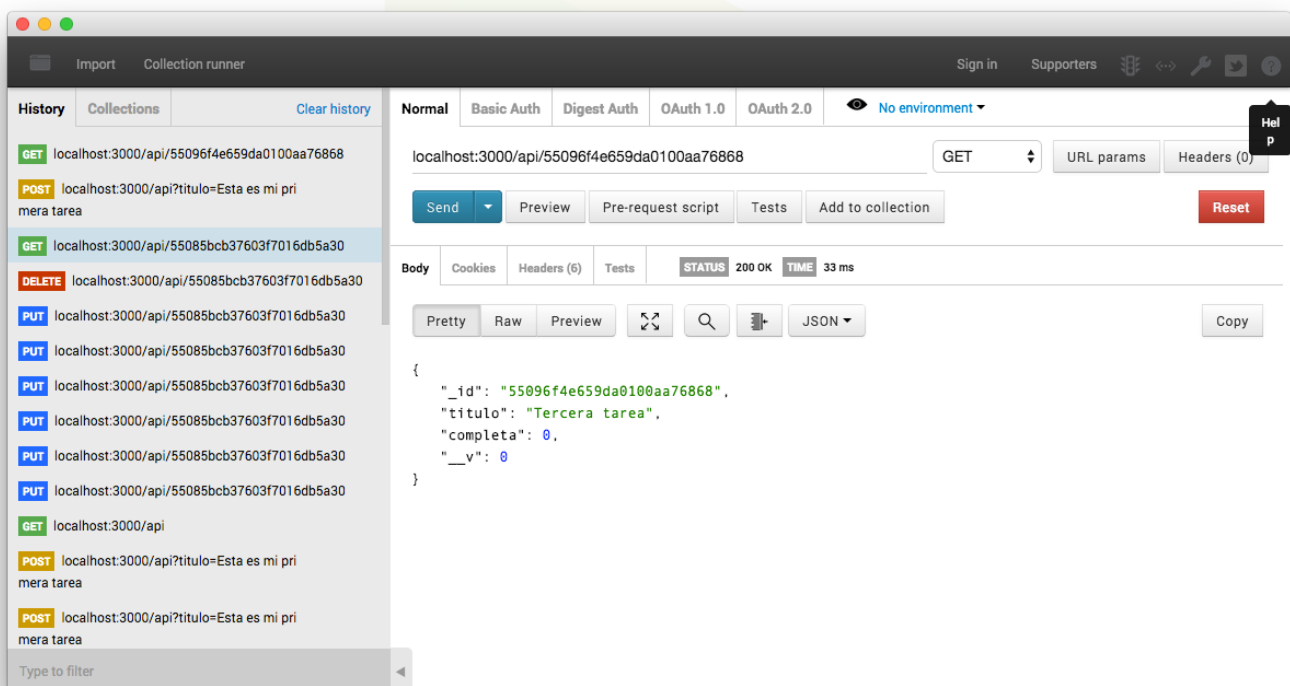 Import Collection runner Sign in Supporters
History Collections Clear history
GET localhost:3000/api/55096f4e659da0100aa76868
POST localhost:3000/api?titulo=Esta es mi pri
mera tarea
GET localhost:3000/api/55085bcb37603f7016db5a30
DELETE localhost:3000/api/55085bcb37603f7016db5a30
PUT localhost:3000/api/55085bcb37603f7016db5a30
PUT localhost:3000/api/55085bcb37603f7016db5a30
PUT localhost:3000/api/55085bcb37603f7016db5a30
PUT localhost:3000/api/55085bcb37603f7016db5a30
PUT localhost:3000/api/55085bcb37603f7016db5a30
PUT localhost:3000/api/55085bcb37603f7016db5a30
GET localhost:3000/api
POST localhost:3000/api?titulo=Esta es mi pri
mera tarea
POST localhost:3000/api?titulo=Esta es mi pri
mera tarea
Type to filter
Normal Basic Auth Digest Auth OAuth 1.0 OAuth 2.0 No environment
Hel
p
localhost:3000/api/55096f4e659da0100aa76868 GET URL params Headers (0)
Send Preview Pre-request script Tests Add to collection Reset
Body Cookies Headers (6) Tests STATUS 200 OK TIME 33 ms
Pretty Raw Preview JSON Copy
{
"_id": "55096f4e659da0100aa76868",
"titulo": "Tercera tarea",
"completa": 0,
"__v": 0
}